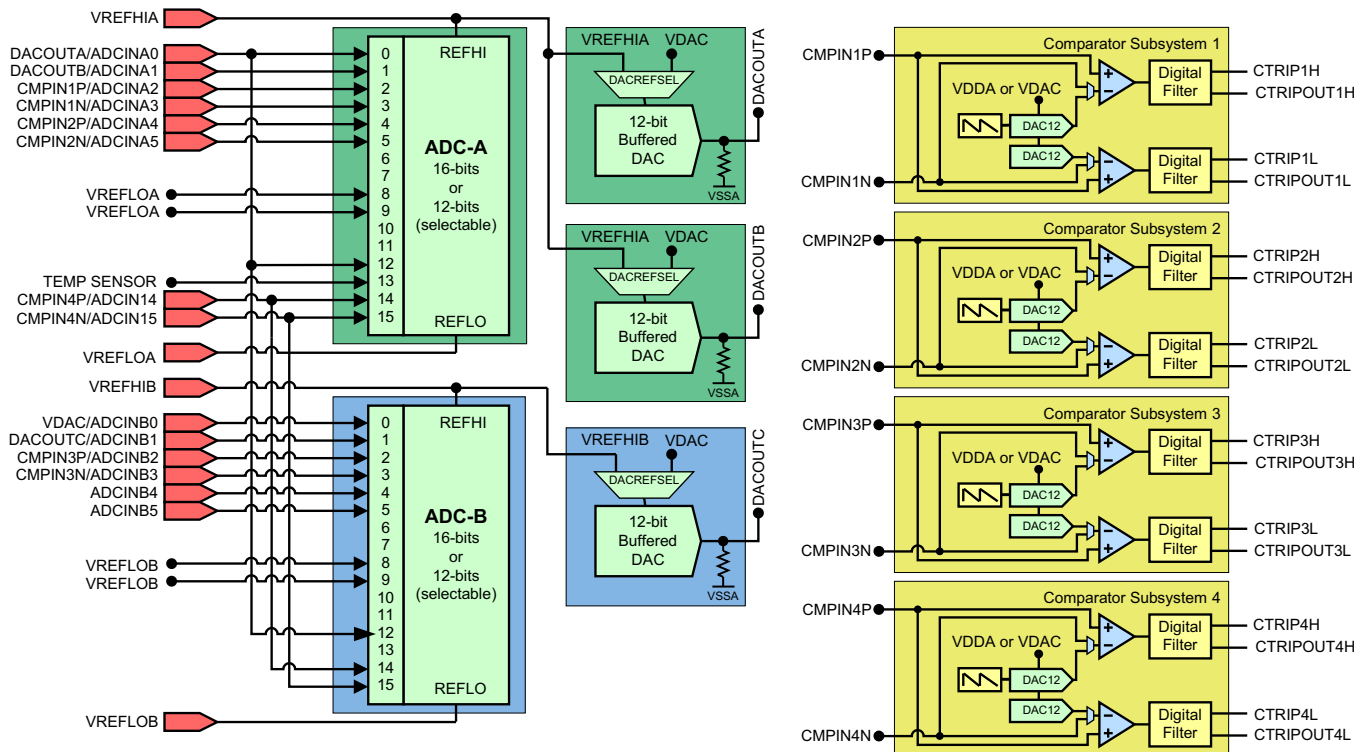 VREFHIA
DACOUTA/ADCINA0
DACOUTB/ADCINA1
CMPIN1P/ADCINA2
CMPIN1N/ADCINA3
CMPIN2P/ADCINA4
CMPIN2N/ADCINA5
VREFLOA
VREFLOA
TEMP SENSOR
CMPIN4P/ADCIN14
CMPIN4N/ADCIN15
VREFLOA
VREFHIB
VDAC/ADCINB0
DACOUTC/ADCINB1
CMPIN3P/ADCINB2
CMPIN3N/ADCINB3
ADCINB4
ADCINB5
VREFLOB
VREFLOB
VREFLOB
0
1
2
3
4
5
6
7
8
9
10
11
12
13
14
15
REFHI
ADC-A
16-bits
or
12-bits
(selectable)
REFLO
0
1
2
3
4
5
6
7
8
9
10
11
12
13
14
15
REFHI
ADC-B
16-bits
or
12-bits
(selectable)
REFLO
VREFHIA
VDAC
DACREFSEL
12-bit
Buffered
DAC
VSSA
DACOUTA
VREFHIA
VDAC
DACREFSEL
12-bit
Buffered
DAC
VSSA
DACOUTB
VREFHIB
VDAC
DACREFSEL
12-bit
Buffered
DAC
VSSA
DACOUTC
CMPIN1P
CMPIN1N
Comparator Subsystem 1
VDDA or VDAC
DAC12
DAC12
+
−
−
+
Digital
Filter
Digital
Filter
CTRIP1H
CTRIPOUT1H
CTRIP1L
CTRIPOUT1L
CMPIN2P
CMPIN2N
Comparator Subsystem 2
VDDA or VDAC
DAC12
DAC12
+
−
−
+
Digital
Filter
Digital
Filter
CTRIP2H
CTRIPOUT2H
CTRIP2L
CTRIPOUT2L
CMPIN3P
CMPIN3N
Comparator Subsystem 3
VDDA or VDAC
DAC12
DAC12
+
−
−
+
Digital
Filter
Digital
Filter
CTRIP3H
CTRIPOUT3H
CTRIP3L
CTRIPOUT3L
CMPIN4P
CMPIN4N
Comparator Subsystem 4
VDDA or VDAC
DAC12
DAC12
+
−
−
+
Digital
Filter
Digital
Filter
CTRIP4H
CTRIPOUT4H
CTRIP4L
CTRIPOUT4L